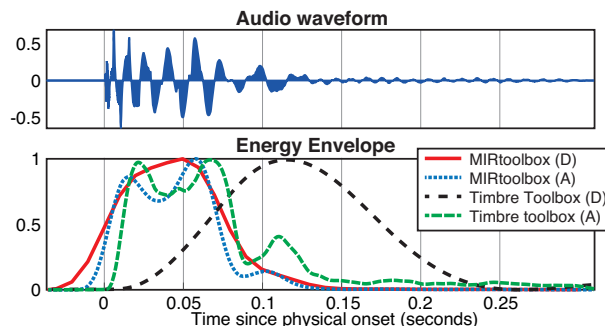 Audio waveform
0.5
0
-0.5
Energy Envelope
1
0.5
0
MIRtoolbox (D)
MIRtoolbox (A)
Timbre Toolbox (D)
Timbre toolbox (A)
0 0.05 0.1 0.15 0.2 0.25
Time since physical onset (seconds)